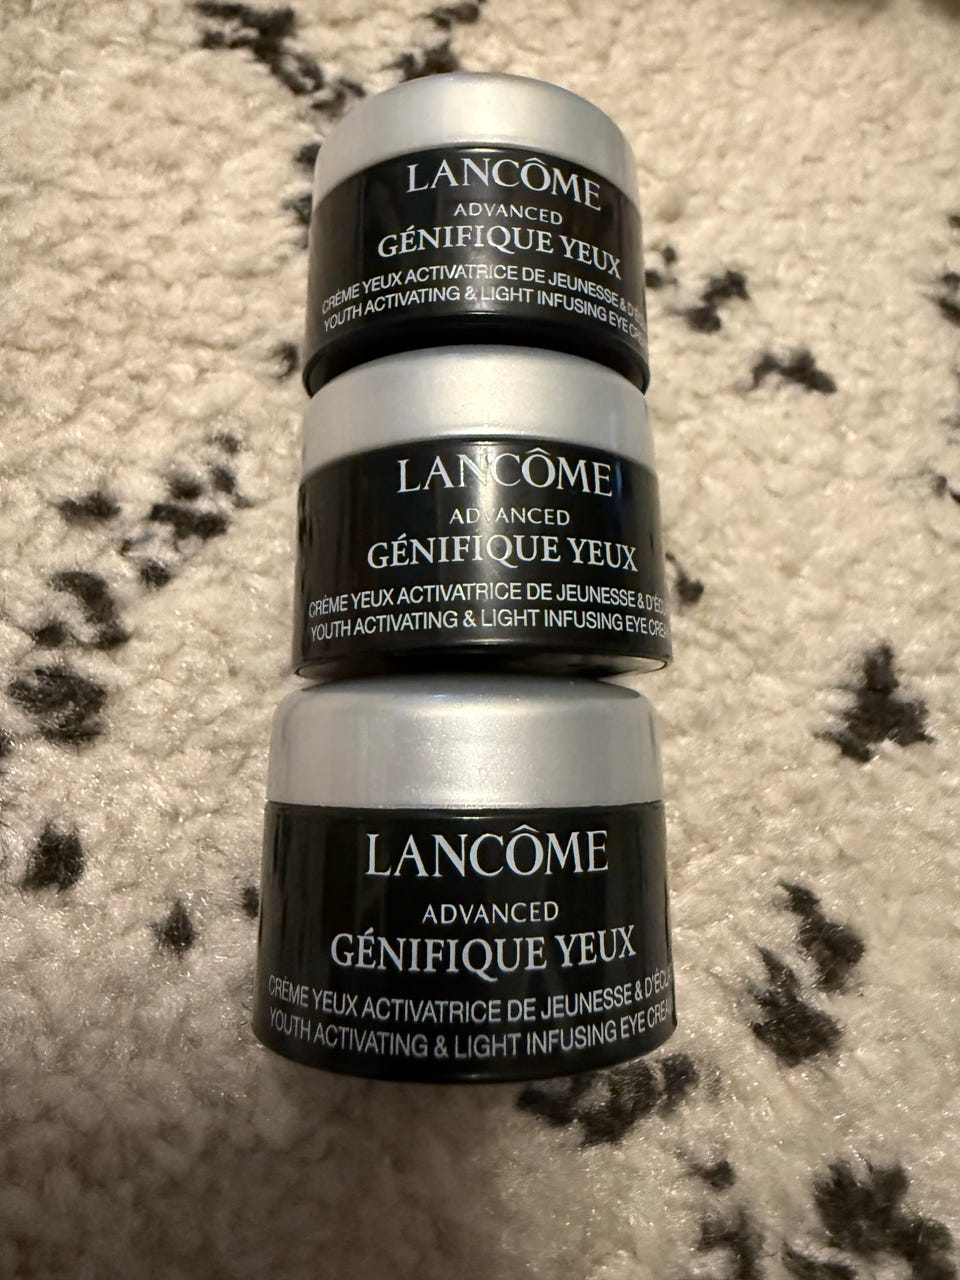 LANCÔME
ADVANCED
GÉNIFIQUE YEUX
CRÈME YEUX ACTIVATRICE DE JEUNESSE &
YOUTH ACTIVATING & LIGHT INFUSING EYE
LANCÔME
ADVANCED
GÉNIFIQUE YEUX
CRÈME YEUX ACTIVATRICE DE JEUNESSE &
YOUTH ACTIVATING & LIGHT INFUSING EYE
LANCÔME
ADVANCED
GÉNIFIQUE YEUX
CRÈME YEUX ACTIVATRICE DE JEUNESSE &
YOUTH ACTIVATING & LIGHT INFUSING EYE